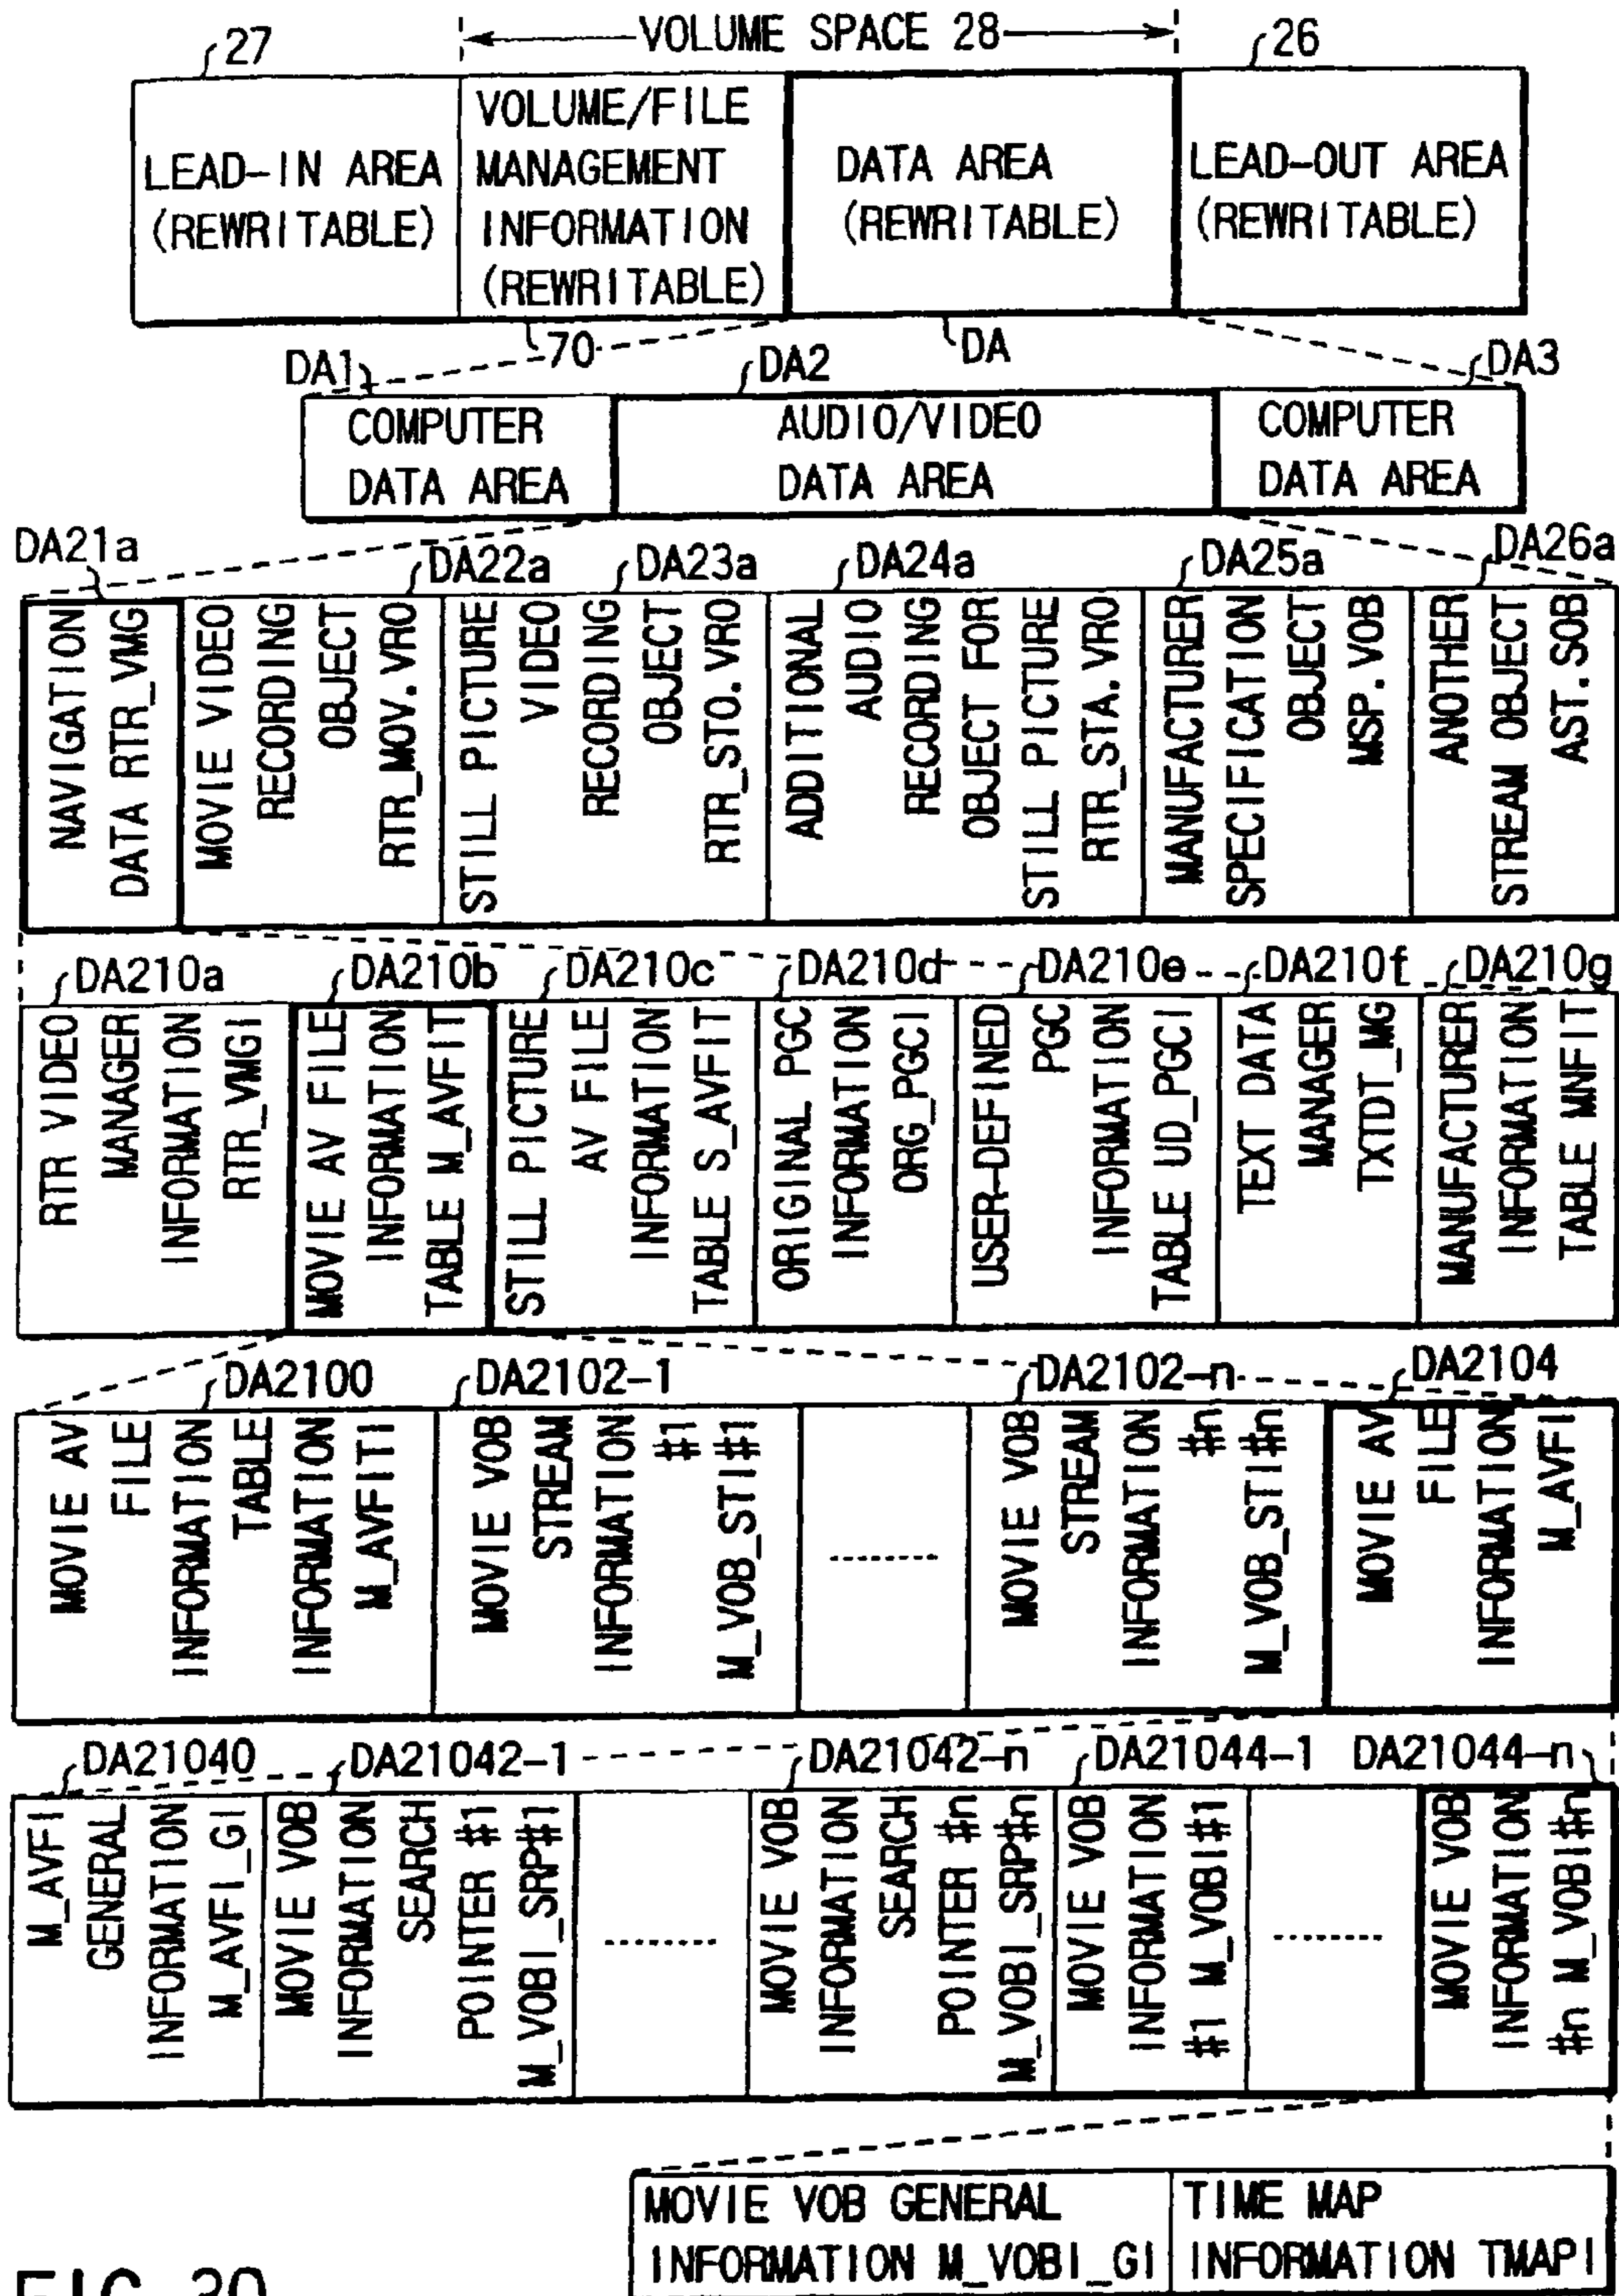 27
VOLUME SPACE 28
26
LEAD-IN AREA
(REWRITABLE)
VOLUME/FILE
MANAGEMENT
INFORMATION
(REWRITABLE)
DATA AREA
(REWRITABLE)
LEAD-OUT AREA
(REWRITABLE)
70
DA
DA1
DA2
DA3
COMPUTER
DATA AREA
AUDIO/VIDEO
DATA AREA
COMPUTER
DATA AREA
DA21a
DA22a
DA23a
DA24a
DA25a
DA26a
NAVIGATION
DATA RTR_VMG
MOVIE VIDEO
RECORDING
OBJECT
RTR_MOV.VRO
STILL PICTURE
VIDEO
RECORDING
OBJECT
RTR_STO.VRO
ADDITIONAL
AUDIO
RECORDING
OBJECT FOR
STILL PICTURE
RTR_STA.VRO
MANUFACTURER
SPECIFICATION
OBJECT
MSP.VOB
ANOTHER
STREAM OBJECT
AST.SOB
DA210a
DA210b
DA210c
DA210d
DA210e
DA210f
DA210g
RTR VIDEO
MANAGER
INFORMATION
RTR_VMGI
MOVIE AV FILE
INFORMATION
TABLE M_AVFIT
STILL PICTURE
AV FILE
INFORMATION
TABLE S_AVFIT
ORIGINAL PGC
INFORMATION
ORG_PGCI
USER-DEFINED
PGC
INFORMATION
TABLE UD_PGCI
TEXT DATA
MANAGER
TXTDT_MG
MANUFACTURER
INFORMATION
TABLE MNFIT
DA2100
DA2102-1
DA2102-n
DA2104
MOVIE AV
FILE
INFORMATION
TABLE
INFORMATION
M_AVFITI
MOVIE VOB
STREAM
INFORMATION
#1
M_VOB_STI#1
---------
MOVIE VOB
STREAM
INFORMATION
#n
M_VOB_STI#n
MOVIE AV
FILE
INFORMATION
M_AVFI
DA21040
DA21042-1
DA21042-n
DA21044-1
DA21044-n
M_AVFI
GENERAL
INFORMATION
M_AVFI_GI
MOVIE VOB
INFORMATION
SEARCH
POINTER #1
M_VOBI_SRP#1
---------
MOVIE VOB
INFORMATION
SEARCH
POINTER #n
M_VOBI_SRP#n
MOVIE VOB
INFORMATION
#1 M_VOBI#1
---------
MOVIE VOB
INFORMATION
#n M_VOBI#n
MOVIE VOB GENERAL
INFORMATION M_VOBI_GI
TIME MAP
INFORMATION TMAPI